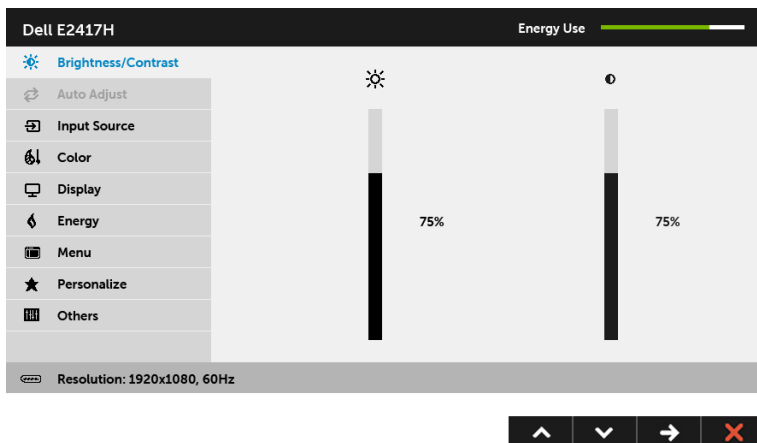 Dell E2417H
Energy Use
Brightness/Contrast
Auto Adjust
Input Source
Color
Display
Energy
Menu
Personalize
Others
75%
75%
Resolution: 1920x1080, 60Hz